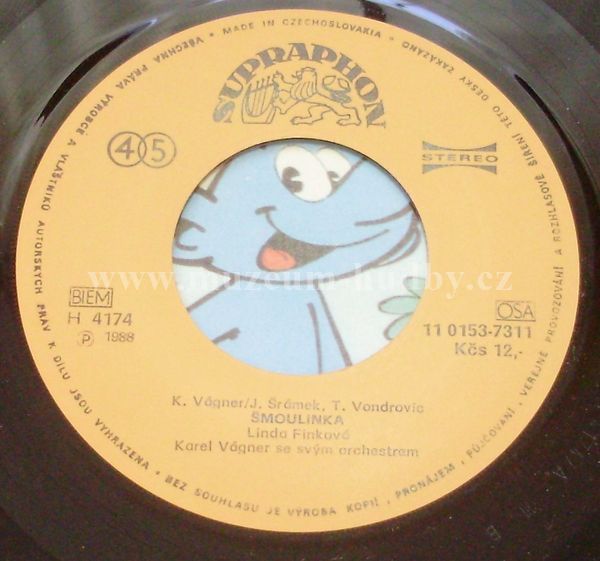 VŠECHNA PRÁVA VÝROBCE A VLASTNÍKŮ AUTORSKÝCH PRÁV K DÍLU JSOU VYHRAZENA • BEZ SOUHLASU JE VÝROBA KOPIÍ, PRONÁJEM, PŮJČOVÁNÍ, VEŘEJNÉ PROVOZOVÁNÍ A ROZHLASOVÉ ŠÍŘENÍ TÉTO DESKY ZAKÁZÁNO • MADE IN CZECHOSLOVAKIA •
SUPRAPHON
45
STEREO
www.muzeum-hudby.cz
BIEM
H 4174
Ⓟ 1988
OSA
11 0153-7311
Kčs 12,-
K. Vágner/J. Šrámek, T. Vondrovic
ŠMOULINKA
Linda Finková
Karel Vágner se svým orchestrem